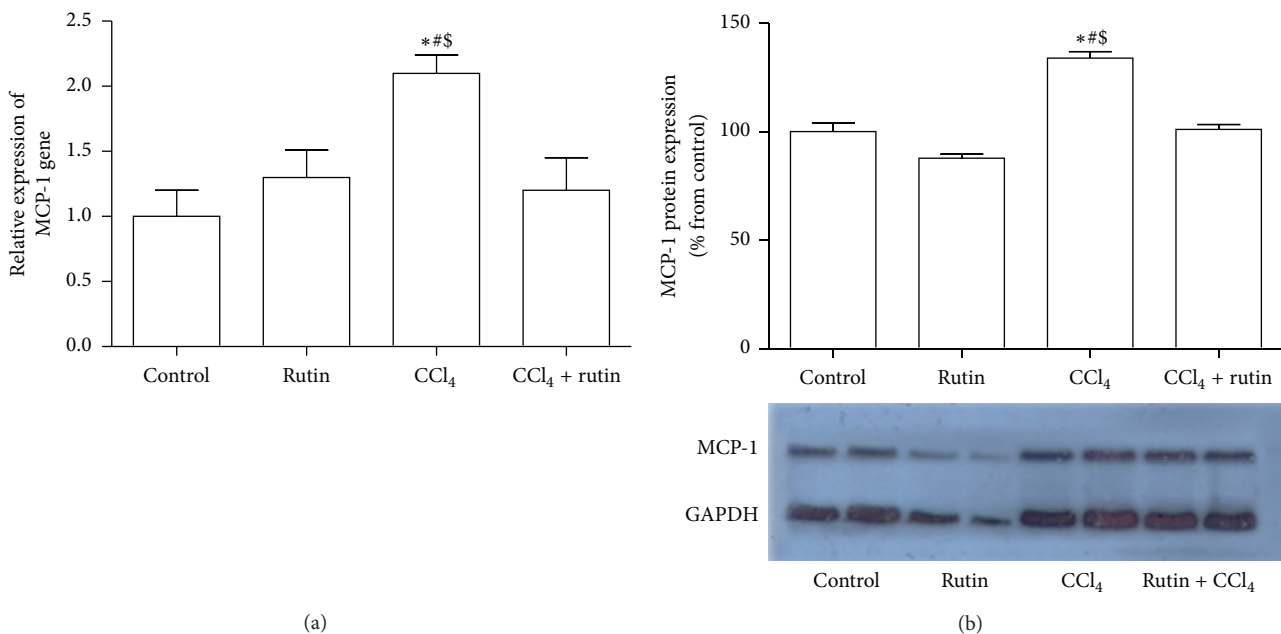 Relative expression of
MCP-1 gene
2.5
2.0
1.5
1.0
0.5
0.0
*#$
Control
Rutin
CCl₄
CCl₄ + rutin
(a)
MCP-1 protein expression
(% from control)
150
100
50
0
*#$
Control
Rutin
CCl₄
CCl₄ + rutin
MCP-1
GAPDH
Control
Rutin
CCl₄
Rutin + CCl₄
(b)